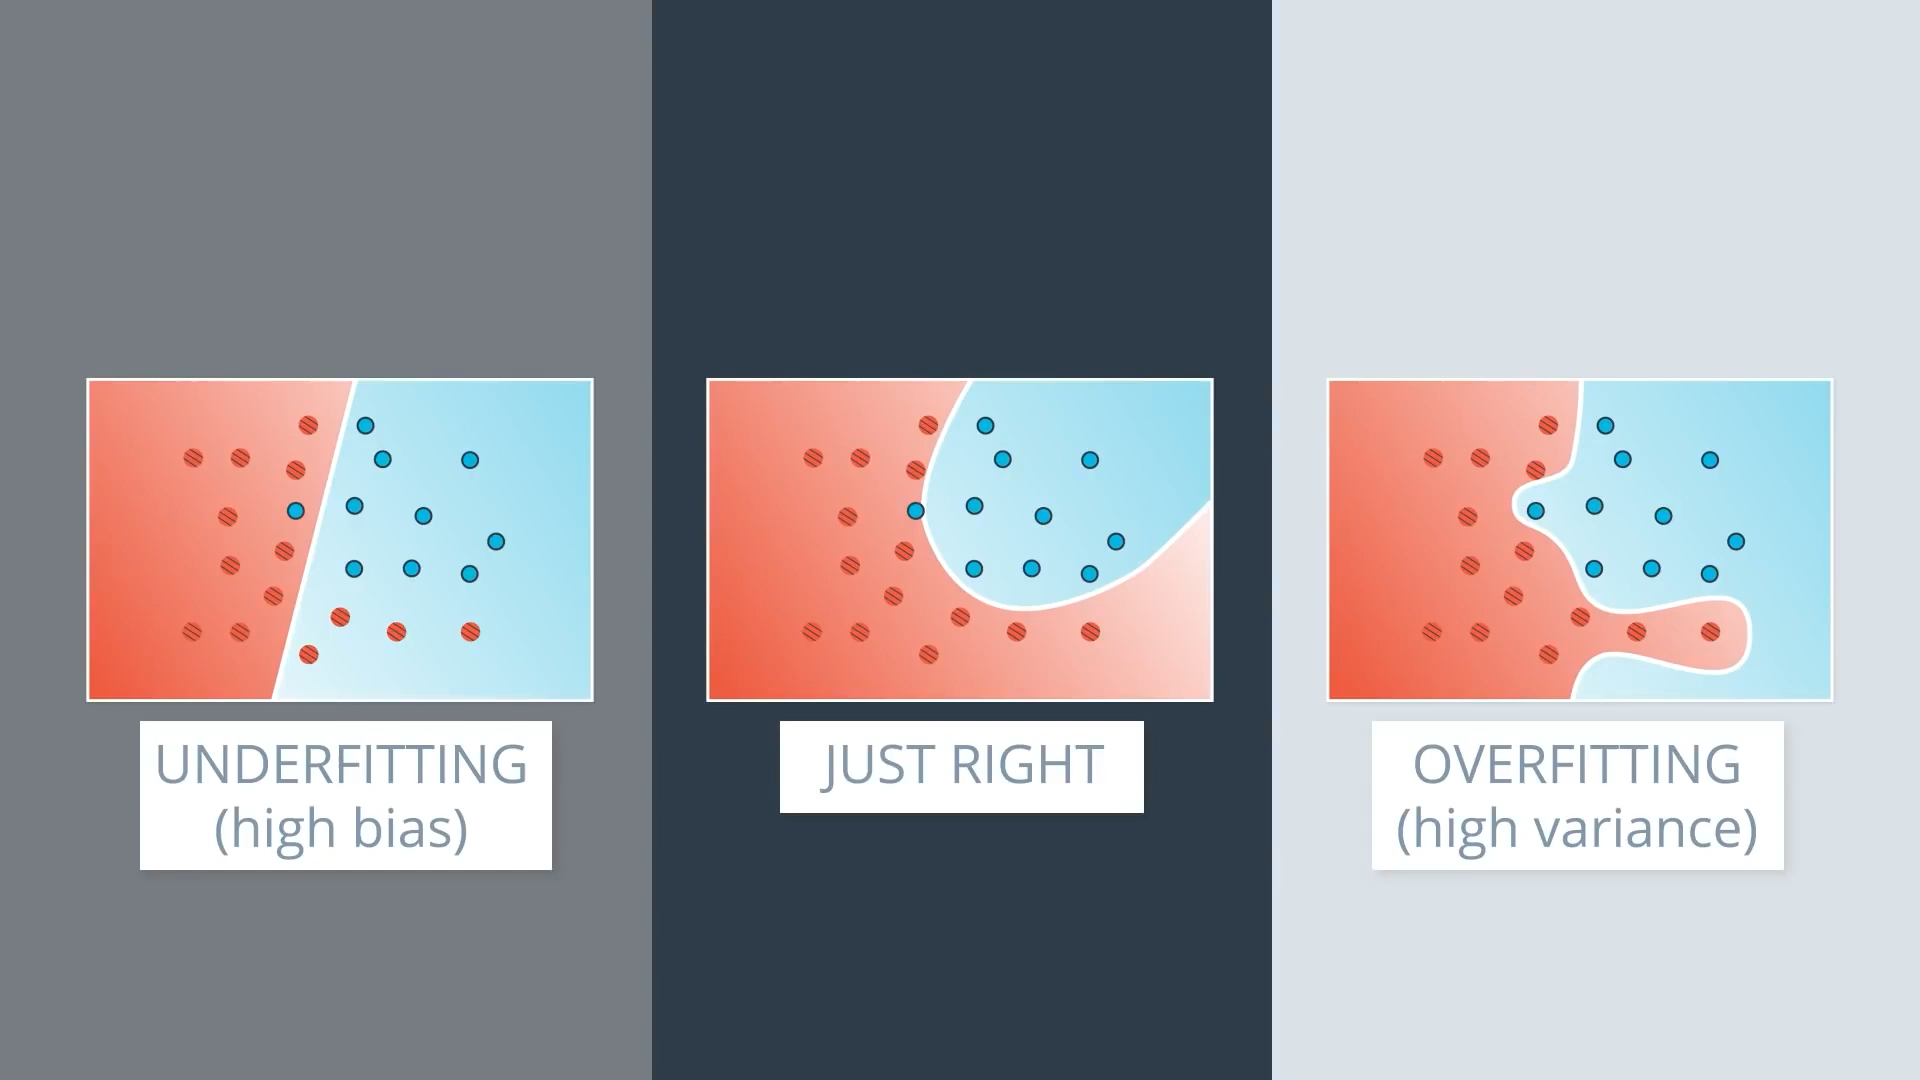 UNDERFITTING
(high bias)
JUST RIGHT
OVERFITTING
(high variance)